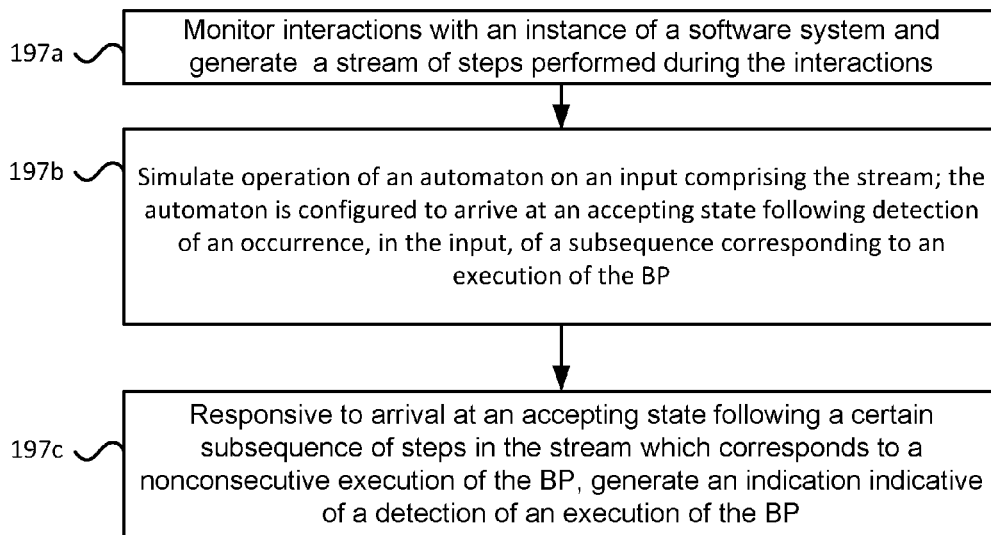 197a
Monitor interactions with an instance of a software system and
generate a stream of steps performed during the interactions
197b
Simulate operation of an automaton on an input comprising the stream; the
automaton is configured to arrive at an accepting state following detection
of an occurrence, in the input, of a subsequence corresponding to an
execution of the BP
197c
Responsive to arrival at an accepting state following a certain
subsequence of steps in the stream which corresponds to a
nonconsecutive execution of the BP, generate an indication indicative
of a detection of an execution of the BP